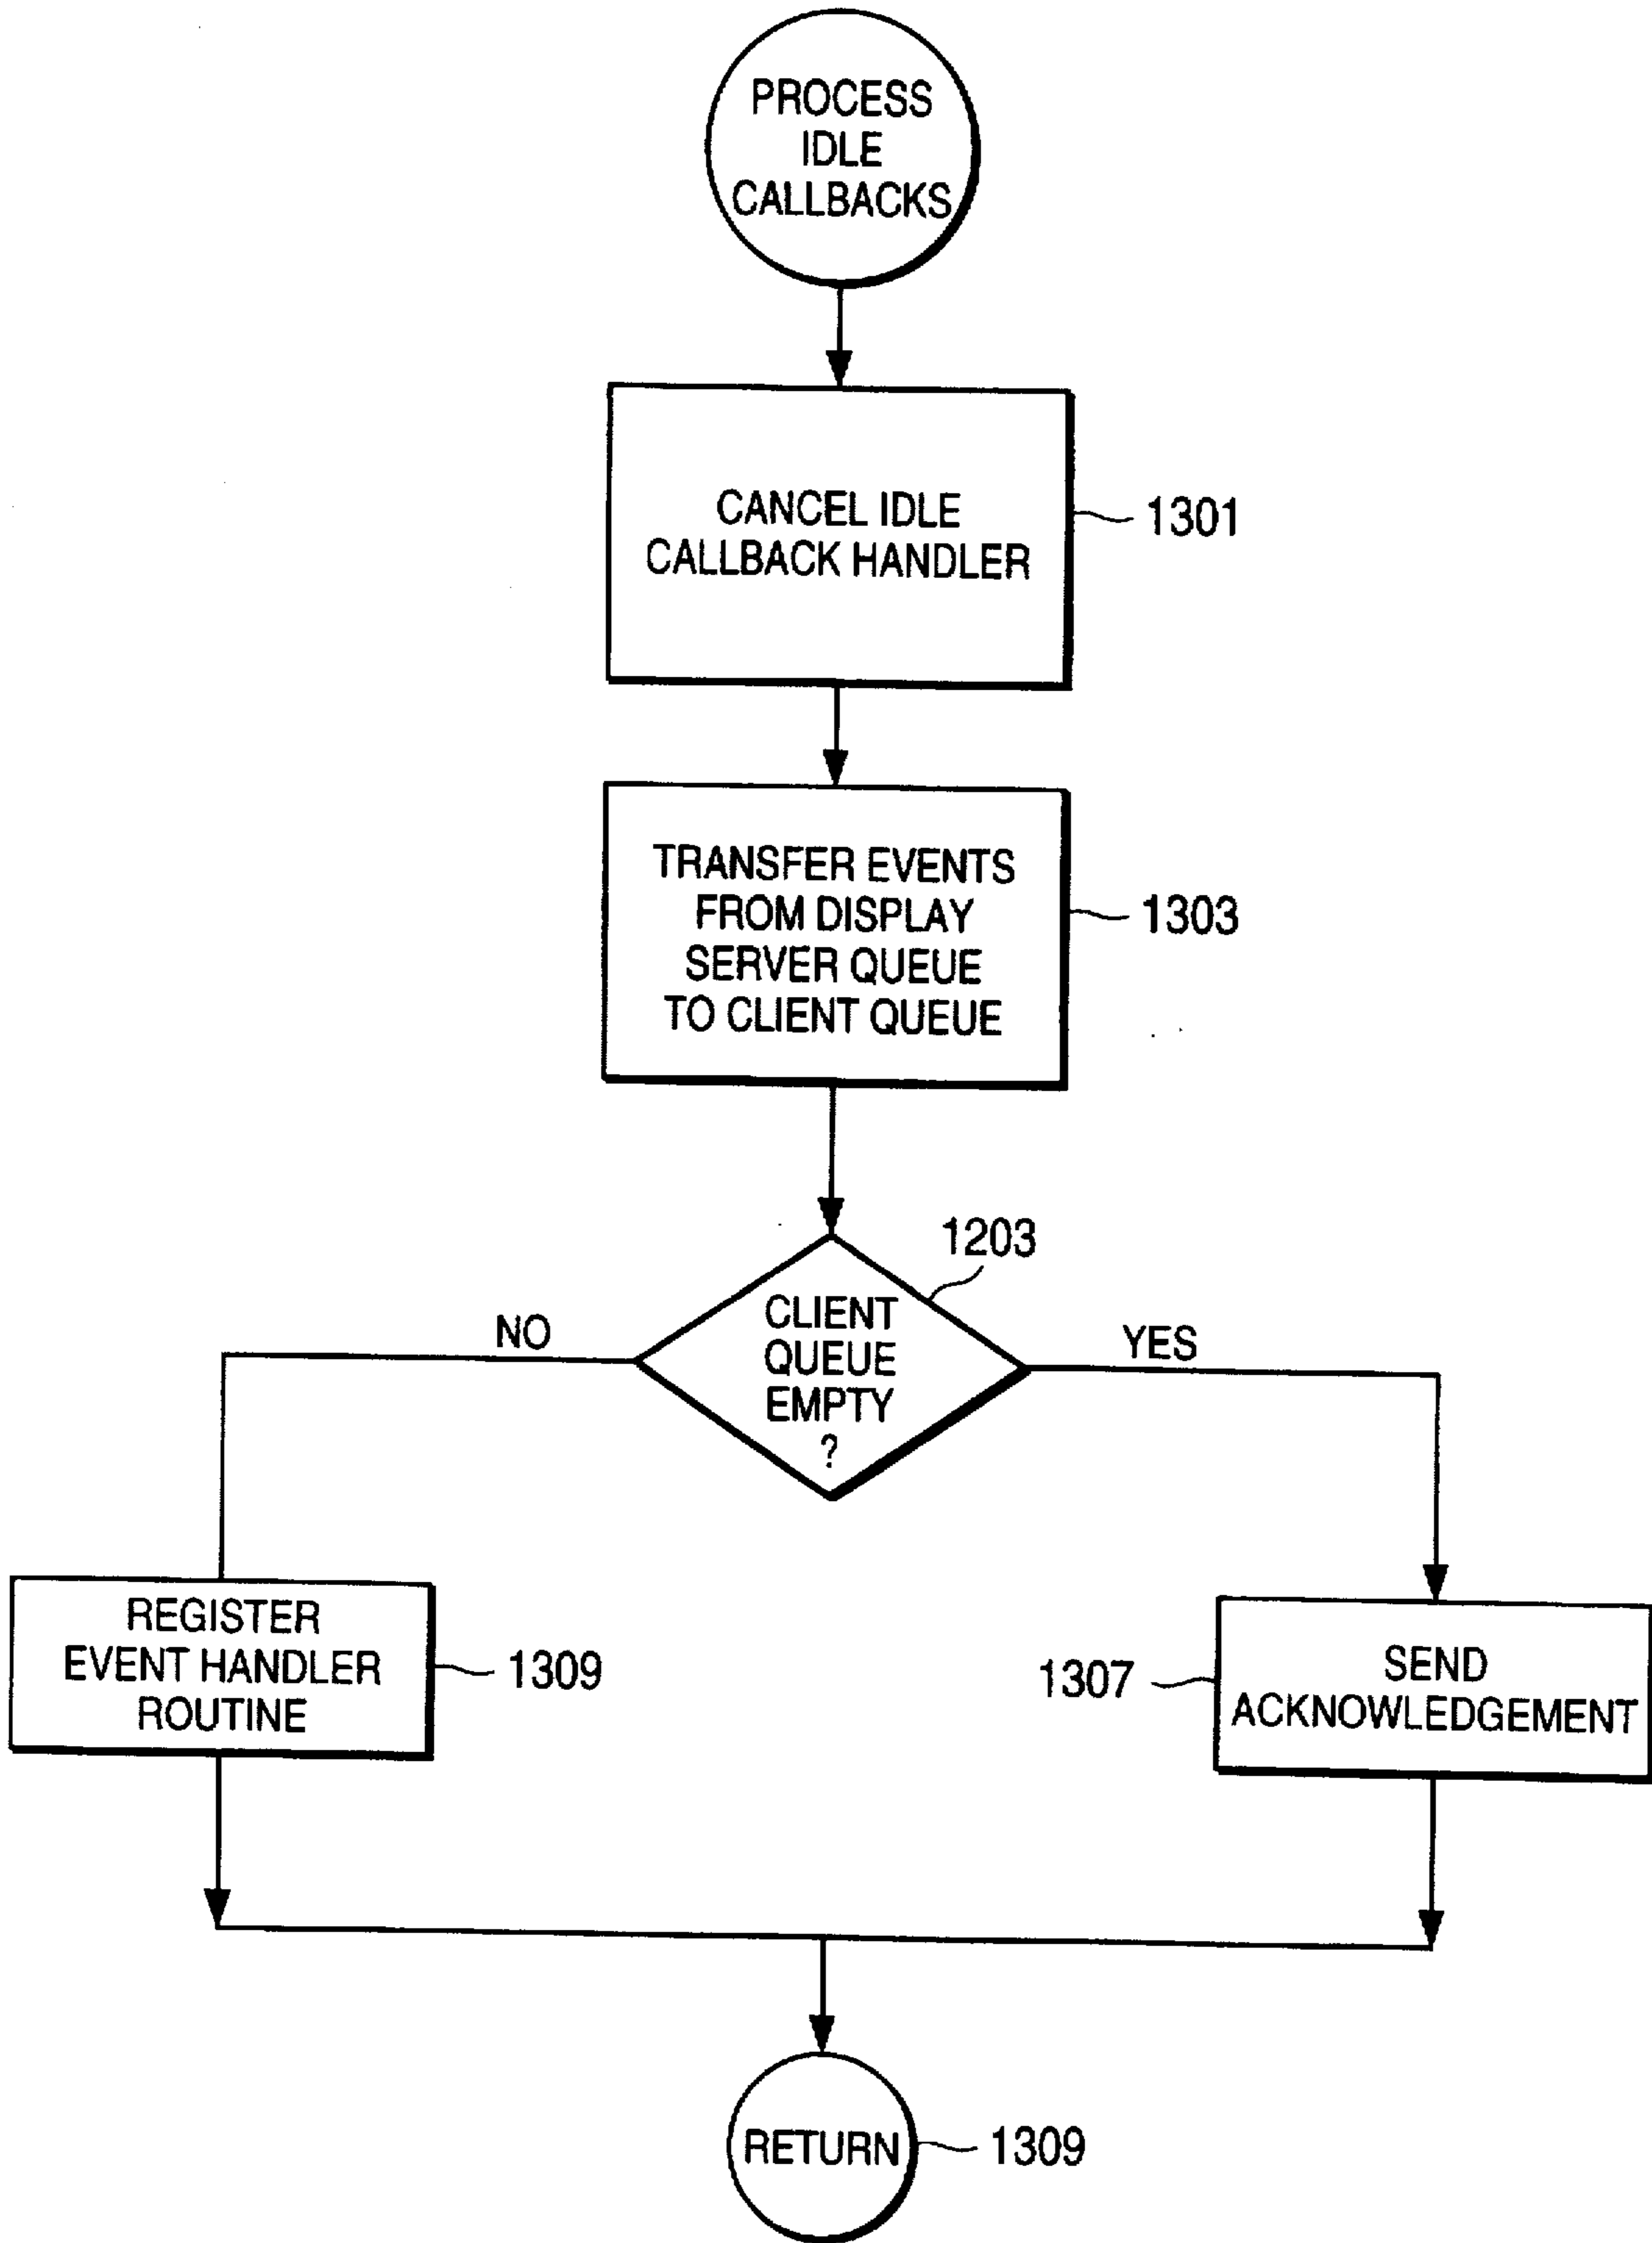 PROCESS
IDLE
CALLBACKS
CANCEL IDLE
CALLBACK HANDLER
1301
TRANSFER EVENTS
FROM DISPLAY
SERVER QUEUE
TO CLIENT QUEUE
1303
1203
CLIENT
QUEUE
EMPTY
?
NO
YES
REGISTER
EVENT HANDLER
ROUTINE
1309
1307
SEND
ACKNOWLEDGEMENT
RETURN
1309